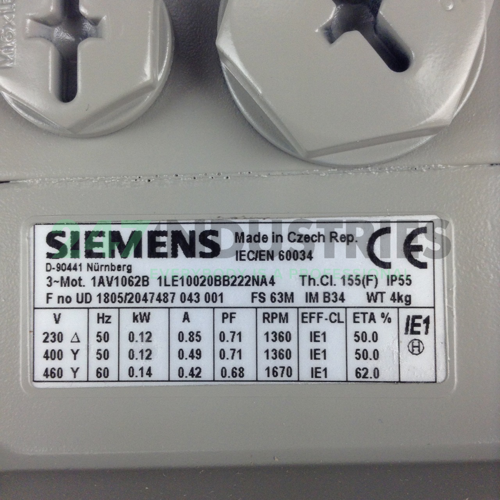 SIEMENS Made in Czech Rep. CE
D-90441 Nürnberg IEC/EN 60034
3~Mot. 1AV1062B 1LE10020BB222NA4 Th.Cl. 155(F) IP55
F no UD 1805/2047487 043 001 FS 63M IM B34 WT 4kg
V Hz kW A PF RPM EFF-CL ETA % IE1
230 Δ 50 0.12 0.85 0.71 1360 IE1 50.0 H
400 Y 50 0.12 0.49 0.71 1360 IE1 50.0
460 Y 60 0.14 0.42 0.68 1670 IE1 62.0